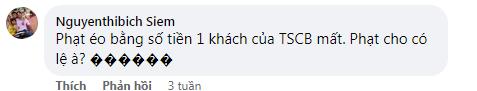 Nguyenthibich Siem
Phạt éo bằng số tiền 1 khách của TSCB mất. Phạt cho có
lệ à? ������
Thích Phản hồi 3 tuần